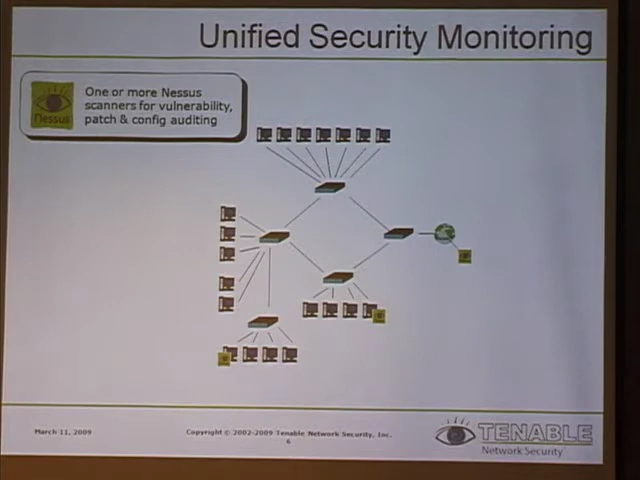 Unified Security Monitoring
One or more Nessus
scanners for vulnerability,
patch & config auditing
Nessus
March 11, 2009
Copyright © 2002-2009 Tenable Network Security, Inc.
6
TENABLE
Network Security